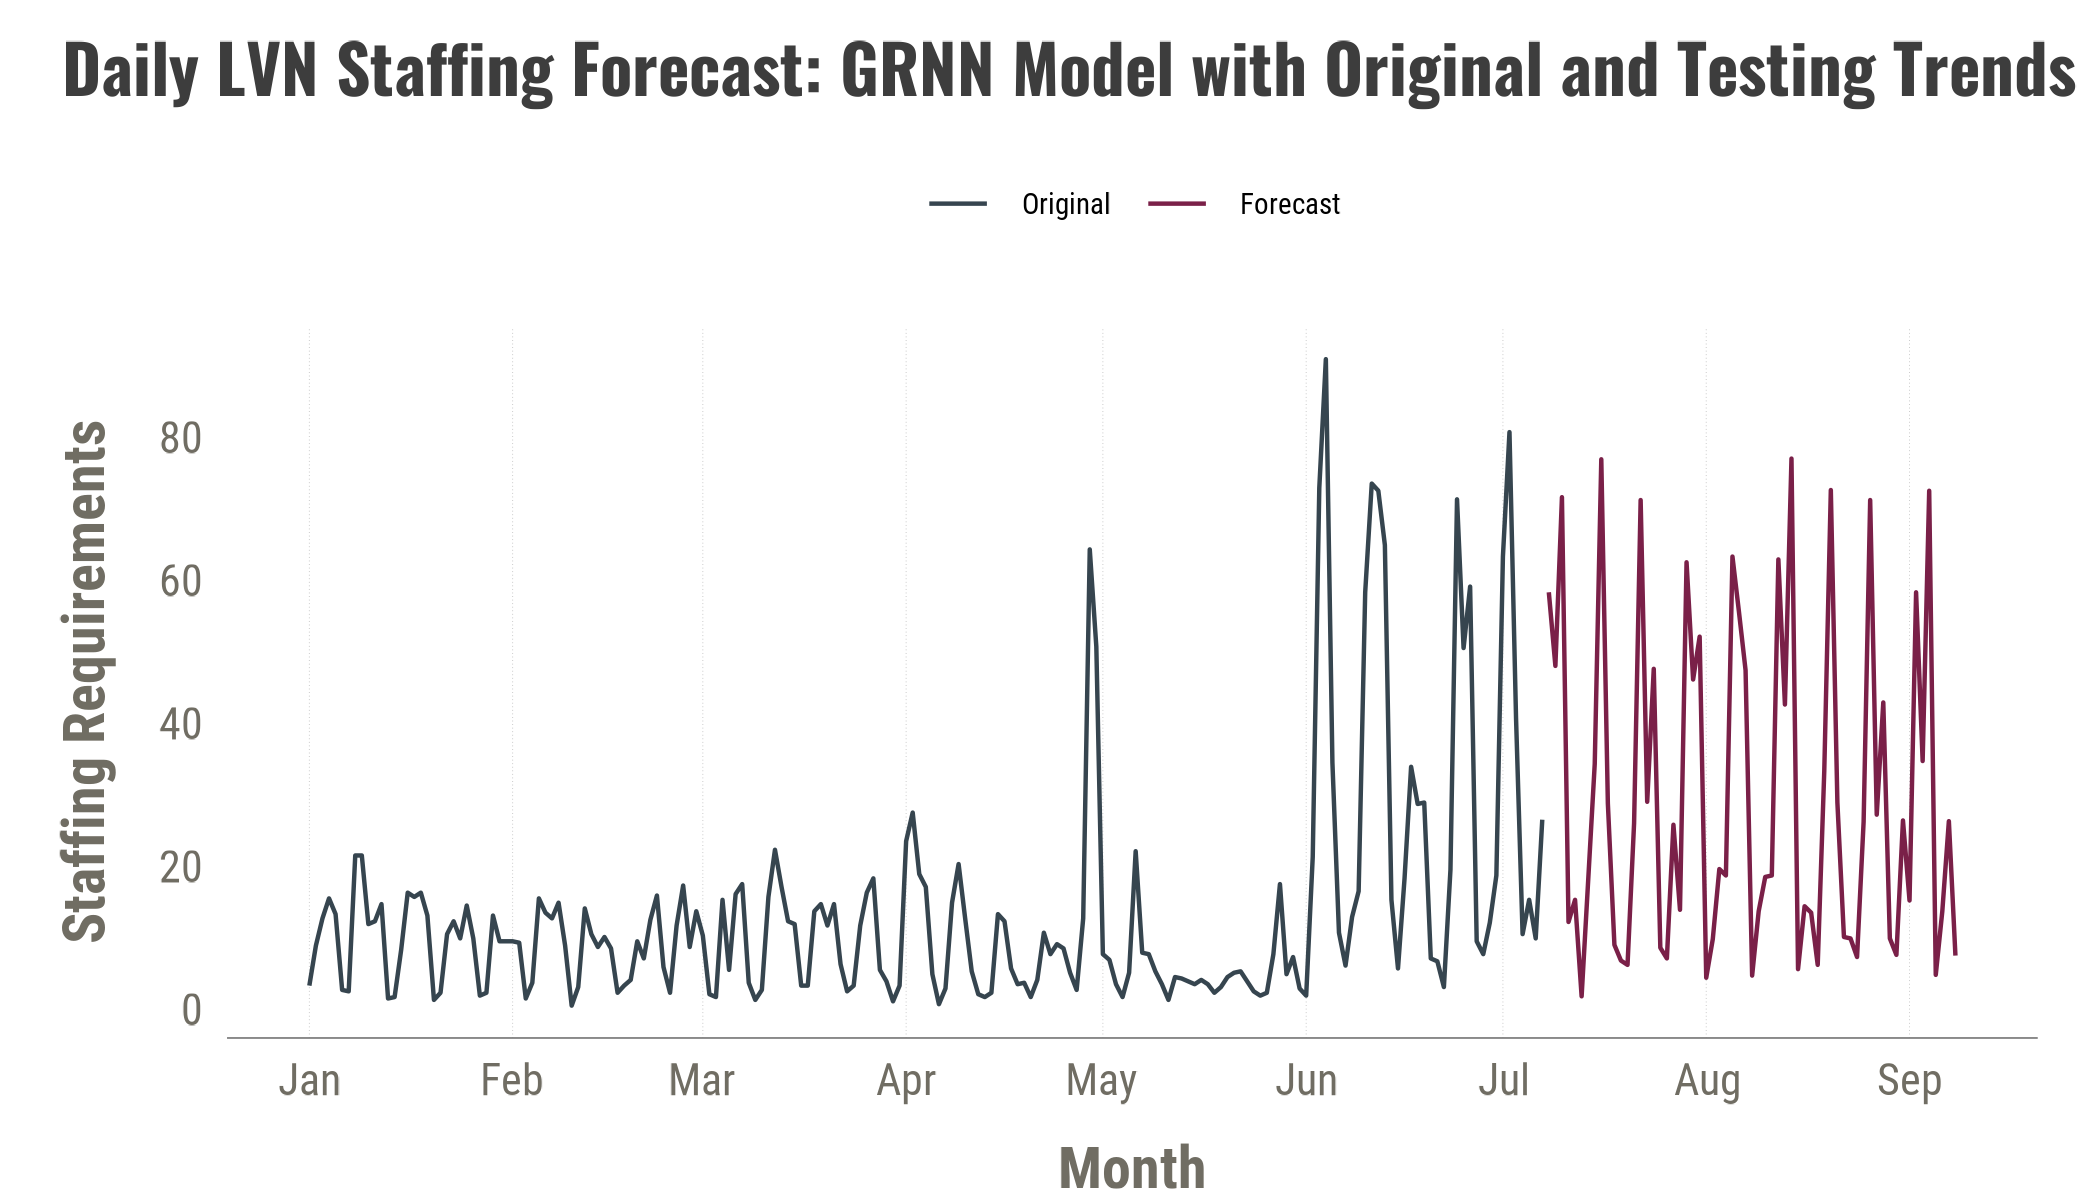 Daily LVN Staffing Forecast: GRNN Model with Original and Testing Trends
Original Forecast
Staffing Requirements
80
60
40
20
0
Jan Feb Mar Apr May Jun Jul Aug Sep
Month